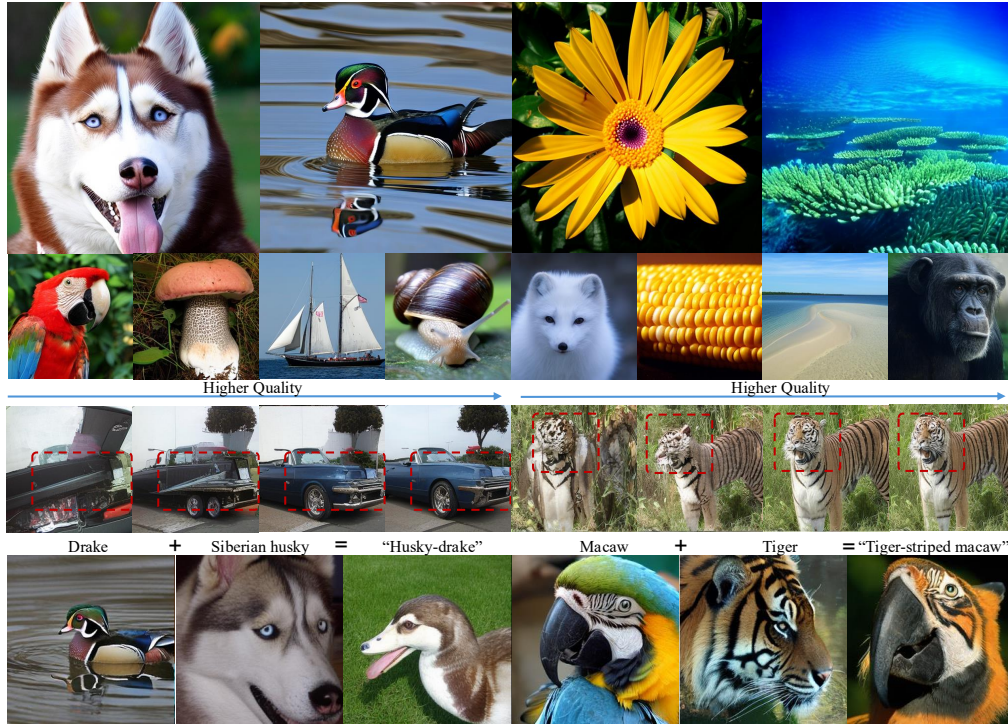 Higher Quality
Higher Quality
Drake + Siberian husky = “Husky-drake”
Macaw + Tiger = “Tiger-striped macaw”